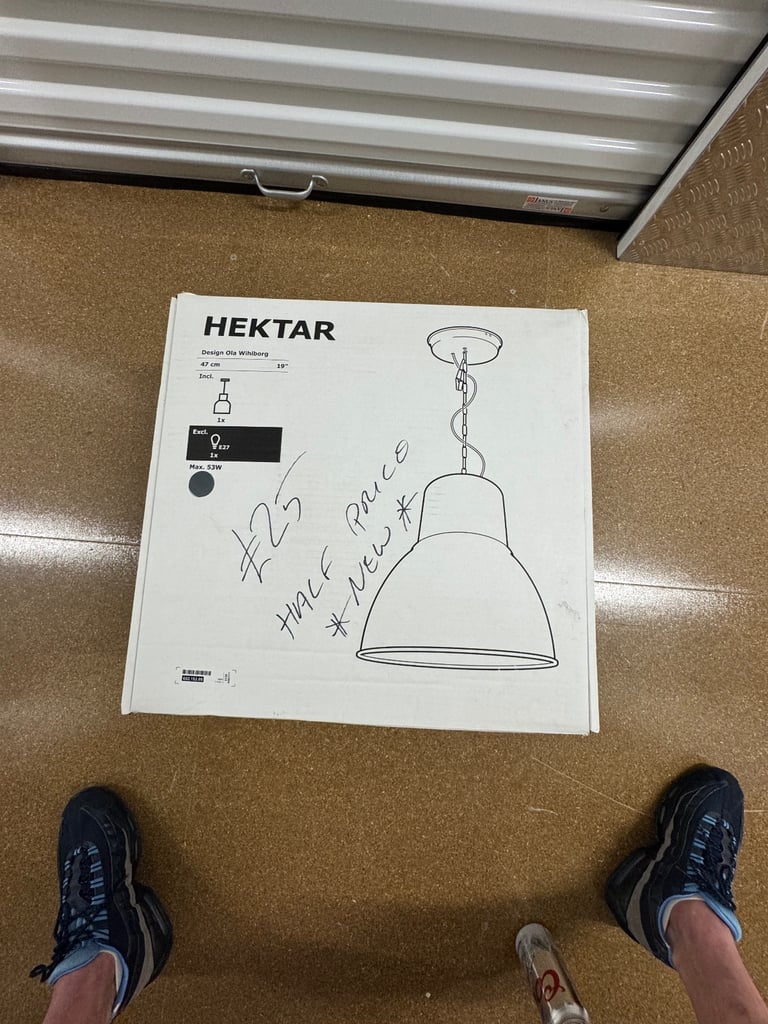 HEKTAR
Design Ola Wihlborg
47 cm 19"
Incl.
1x
Excl.
E27
1x
Max. 53W
£25
HALF PRICE
*NEW*